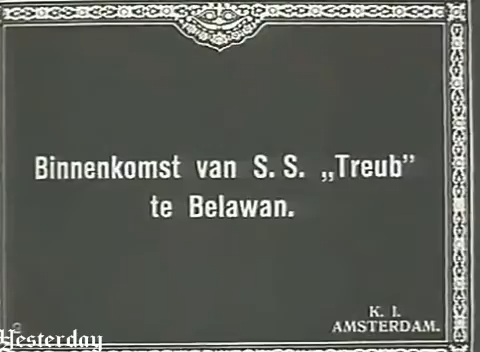 Binnenkomst van S. S. „Treub”
te Belawan.
K. I.
AMSTERDAM.
Yesterday